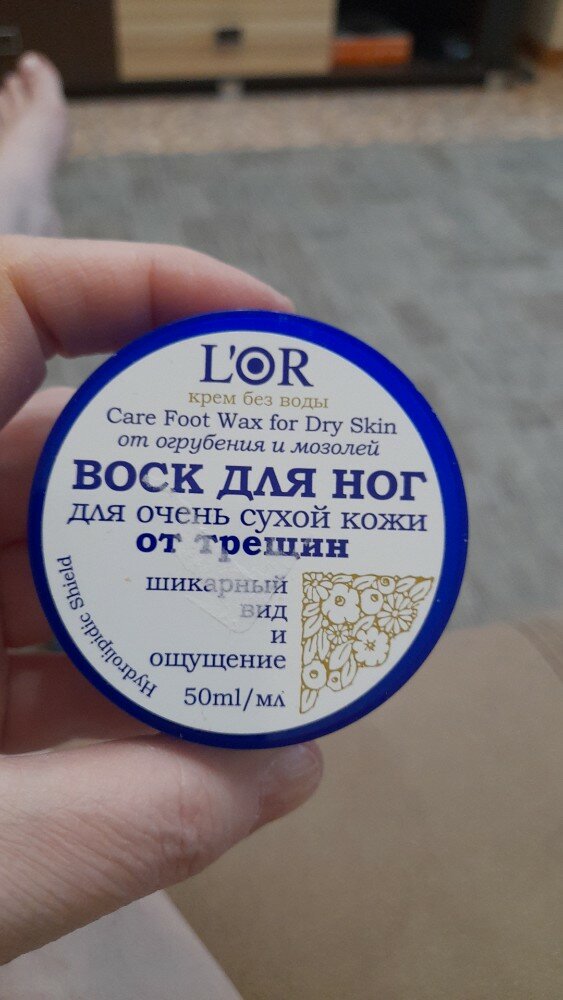 L'OR
крем без воды
Care Foot Wax for Dry Skin
от огрубения и мозолей
ВОСК ДЛЯ НОГ
для очень сухой кожи
от трещин
шикарный
вид
и
ощущение
50ml/мл
Hydrolipidic Shield